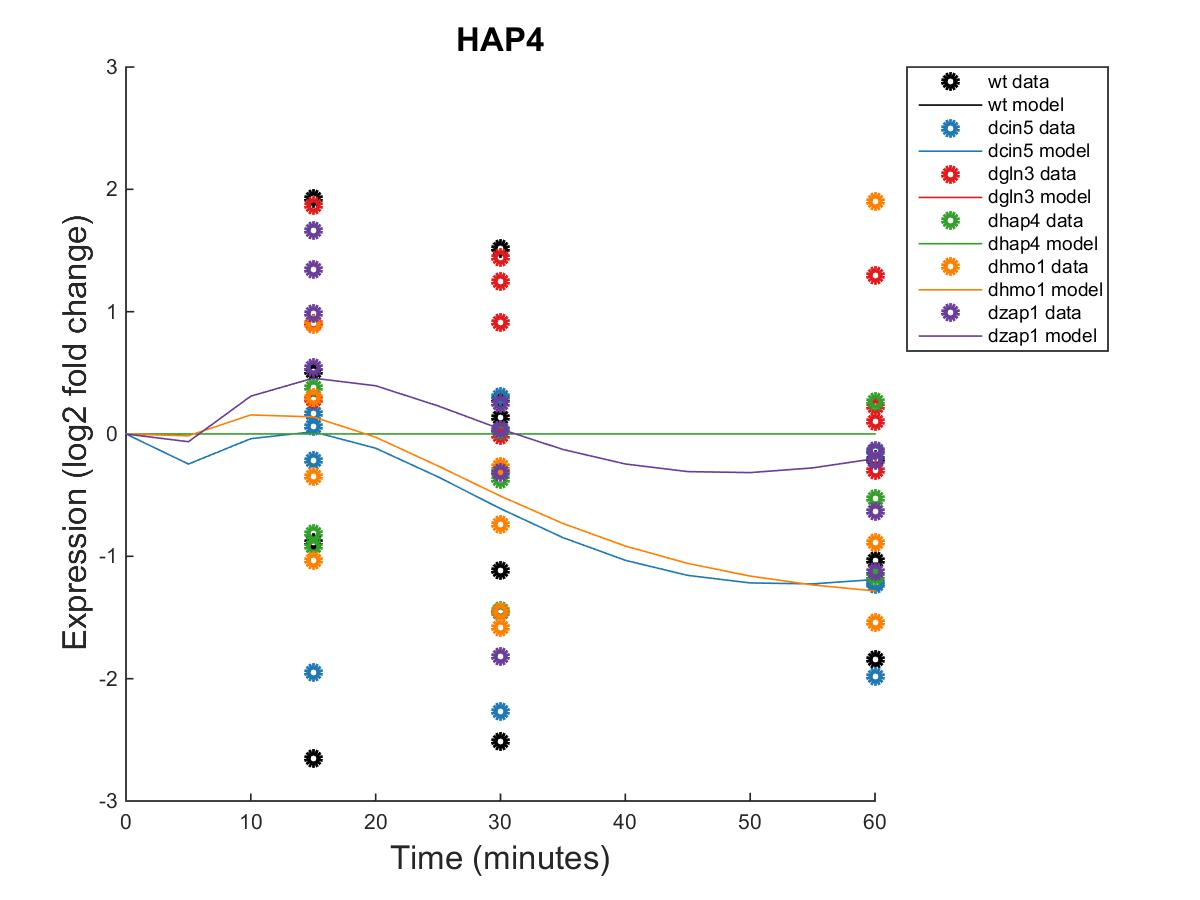 HAP4
Expression (log2 fold change)
3
2
1
0
-1
-2
-3
0 10 20 30 40 50 60
Time (minutes)
wt data
wt model
dcin5 data
dcin5 model
dgln3 data
dgln3 model
dhap4 data
dhap4 model
dhmo1 data
dhmo1 model
dzap1 data
dzap1 model